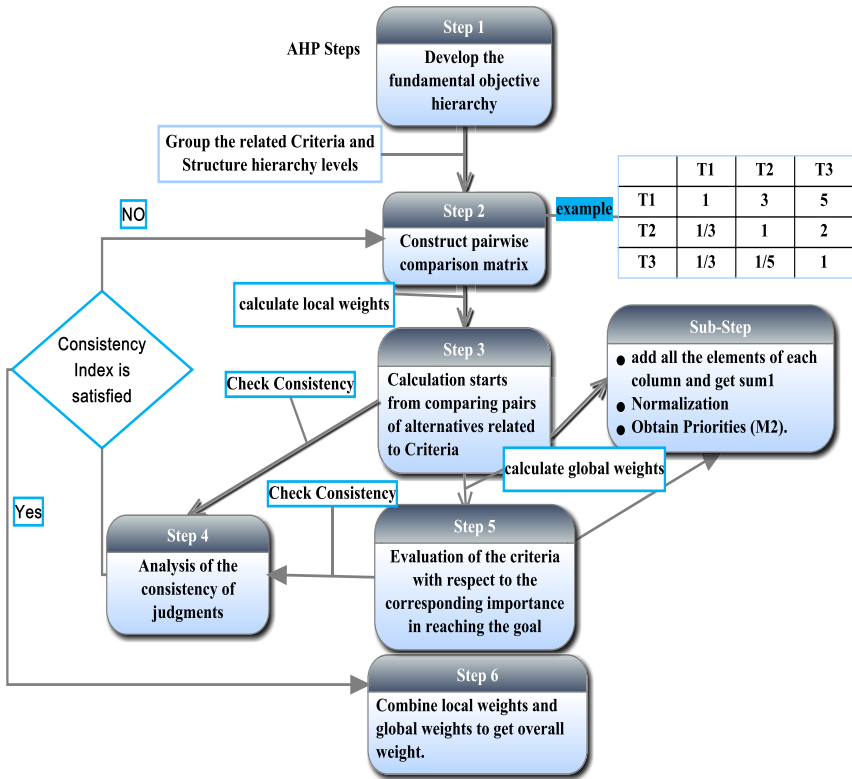 AHP Steps
Step 1
Develop the
fundamental objective
hierarchy
Group the related Criteria and
Structure hierarchy levels
Step 2
Construct pairwise
comparison matrix
example
T1 T2 T3
T1 1 3 5
T2 1/3 1 2
T3 1/3 1/5 1
NO
calculate local weights
Consistency
Index is
satisfied
Step 3
Calculation starts
from comparing pairs
of alternatives related
to Criteria
Sub-Step
● add all the elements of each
column and get sum1
● Normalization
● Obtain Priorities (M2).
Check Consistency
calculate global weights
Check Consistency
Yes
Step 4
Analysis of the
consistency of
judgments
Step 5
Evaluation of the criteria
with respect to the
corresponding importance
in reaching the goal
Step 6
Combine local weights and
global weights to get overall
weight.